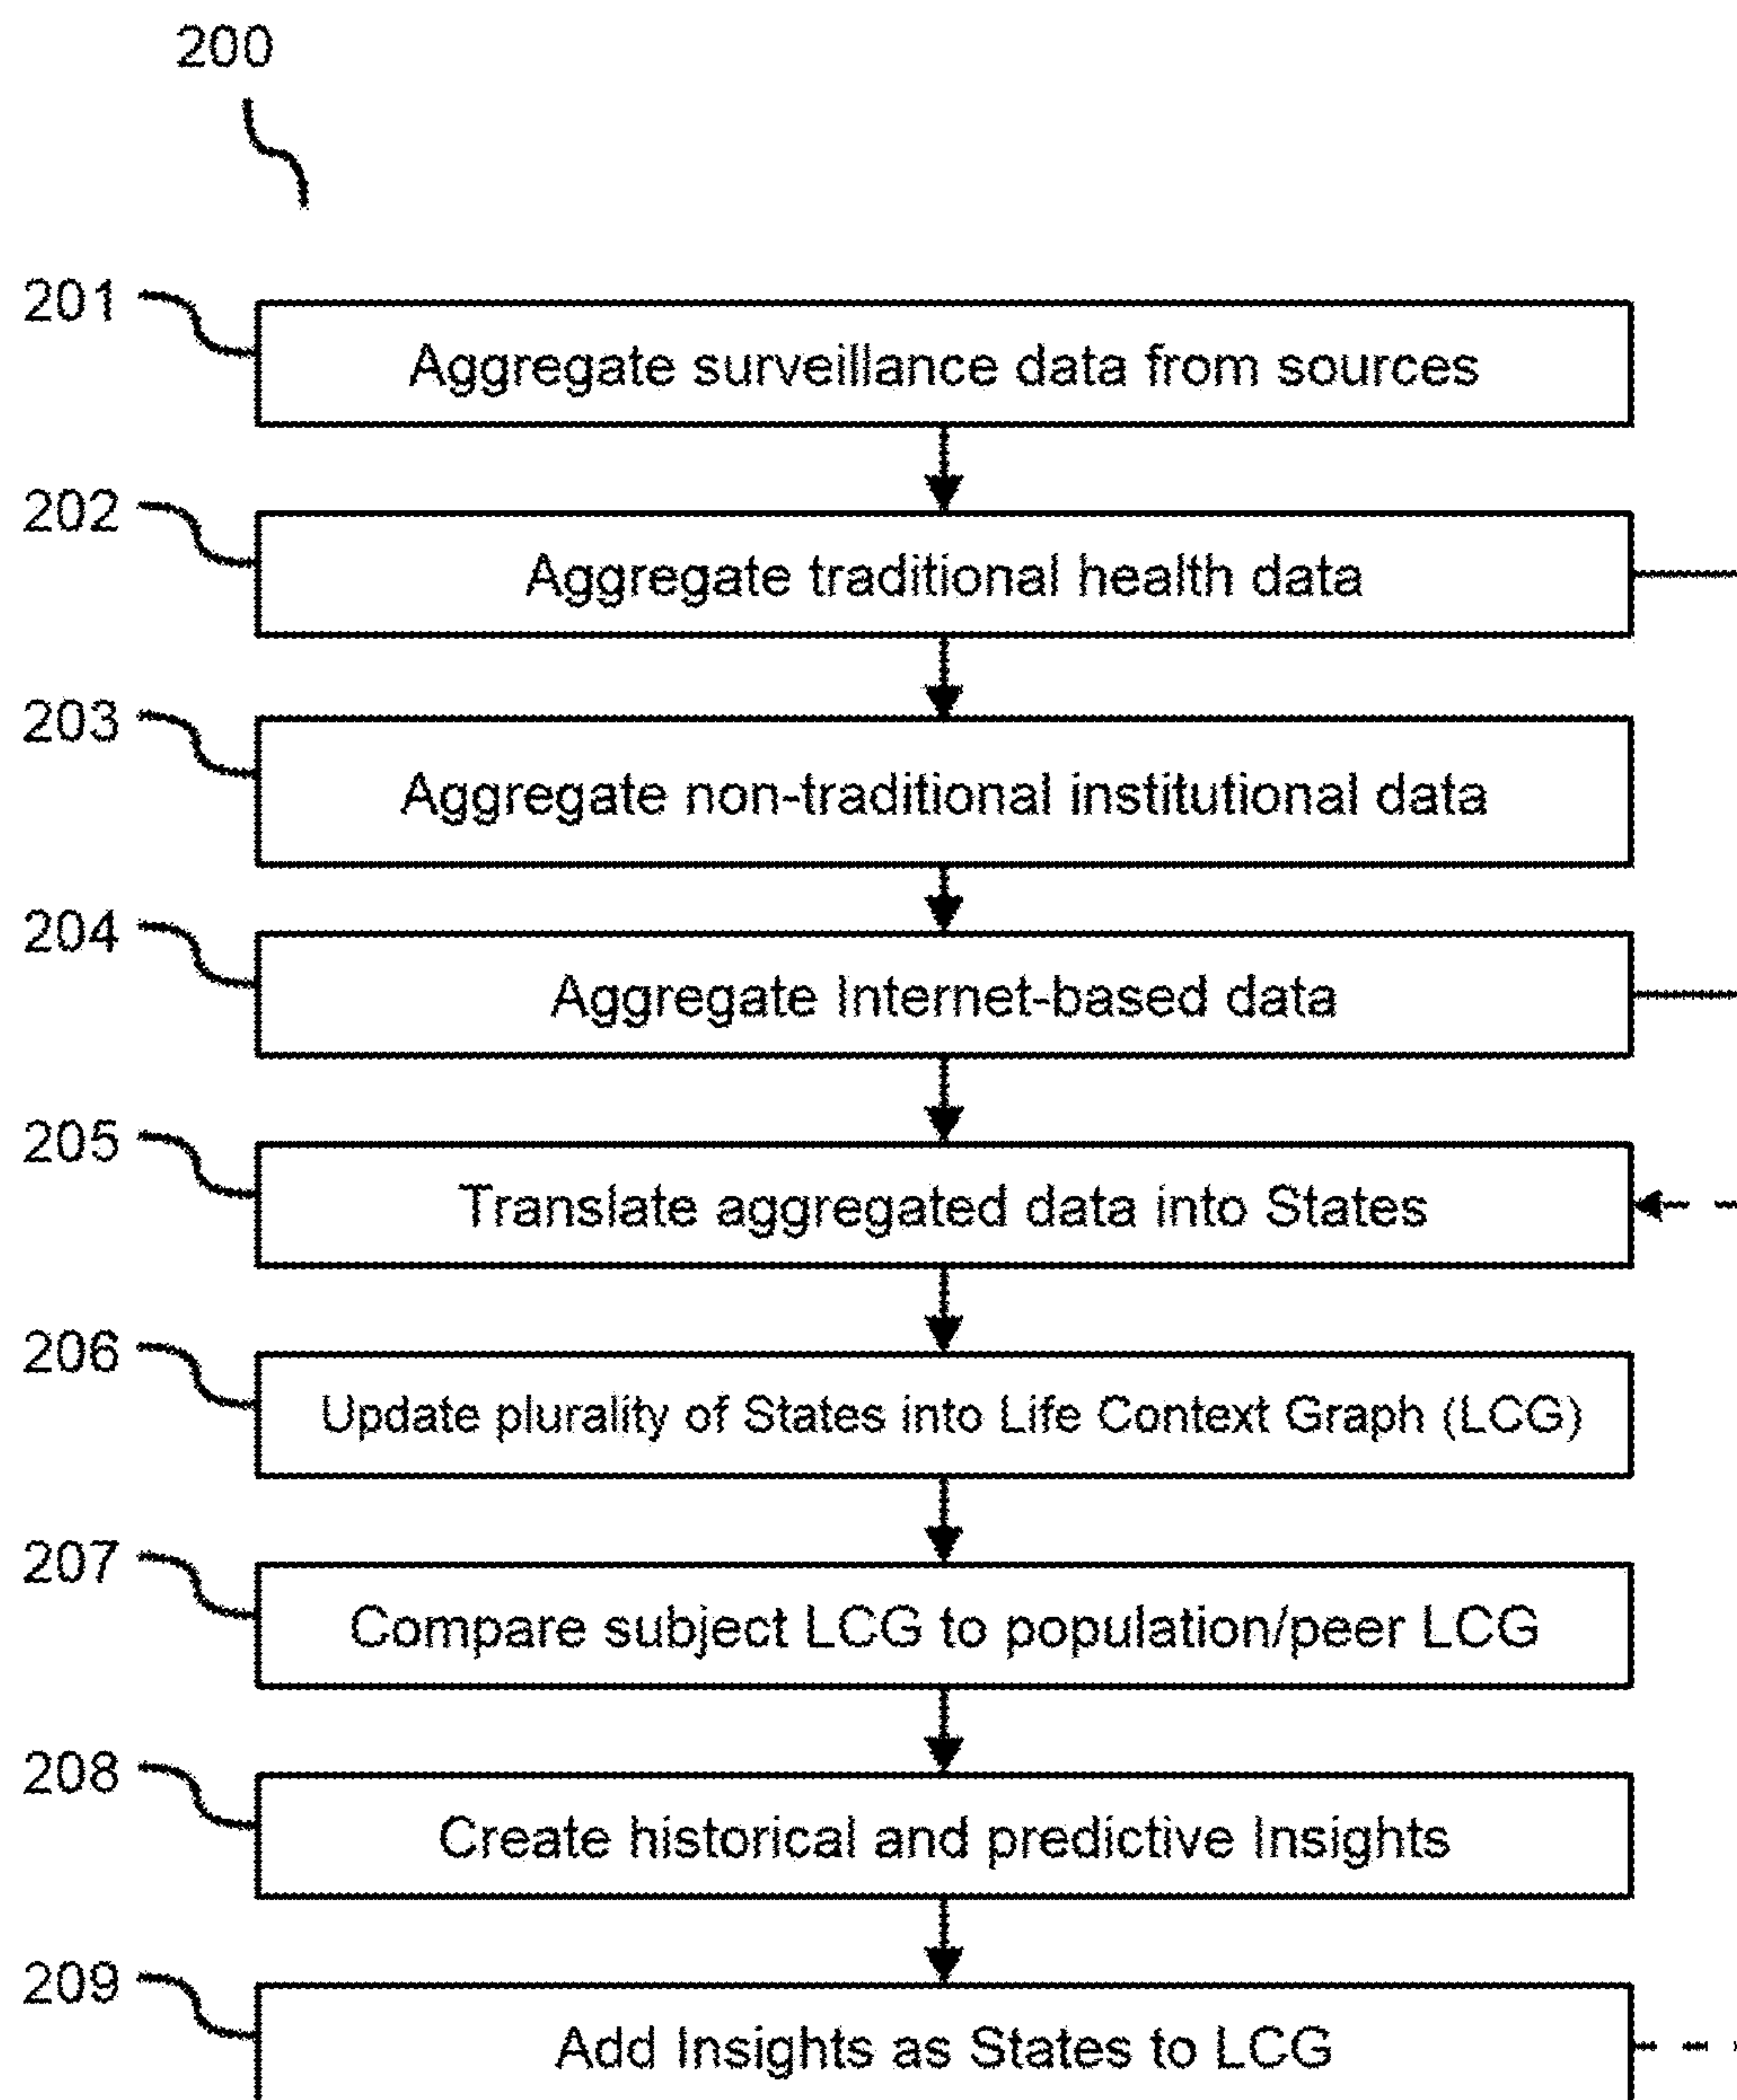 200
201
Aggregate surveillance data from sources
202
Aggregate traditional health data
203
Aggregate non-traditional institutional data
204
Aggregate Internet-based data
205
Translate aggregated data into States
206
Update plurality of States into Life Context Graph (LCG)
207
Compare subject LCG to population/peer LCG
208
Create historical and predictive Insights
209
Add Insights as States to LCG